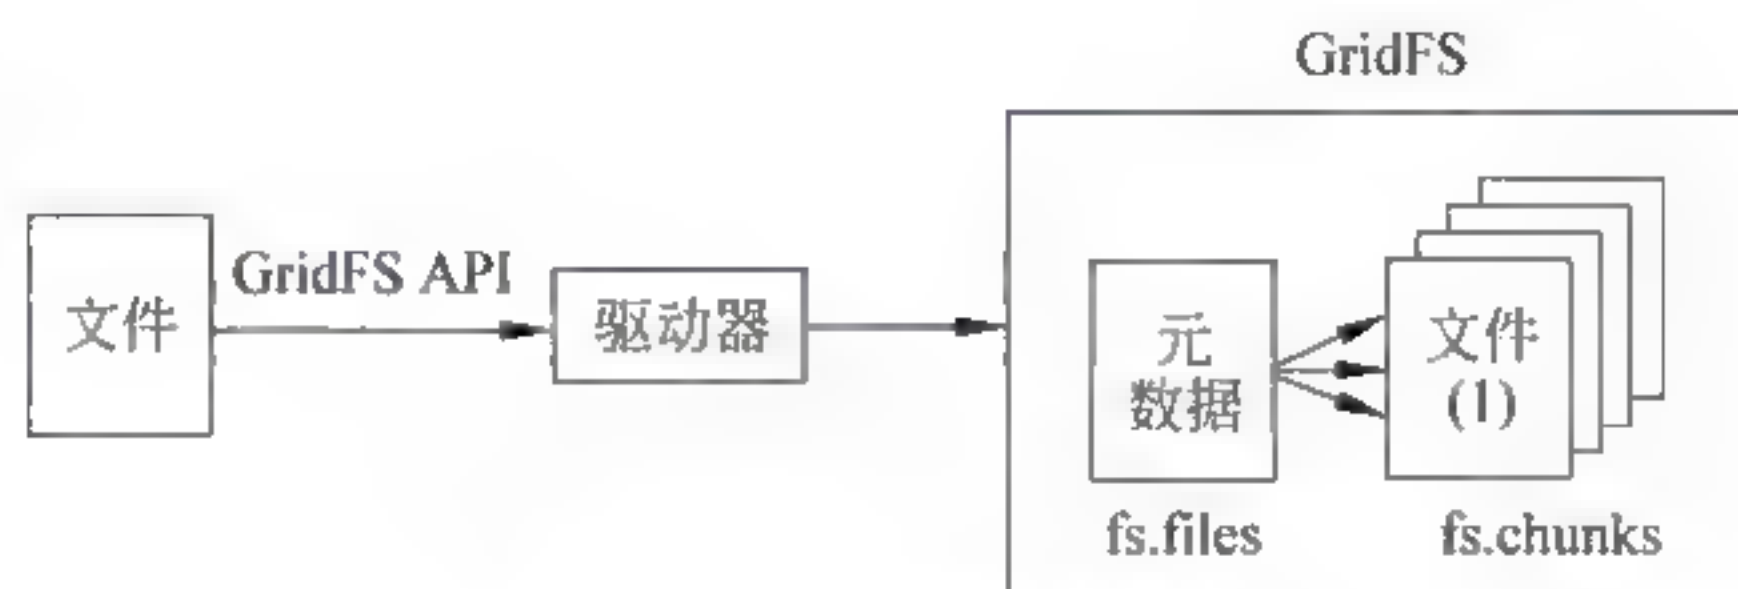 GridFS
文件
GridFS API
驱动器
元
数据
文件
(1)
fs.files
fs.chunks